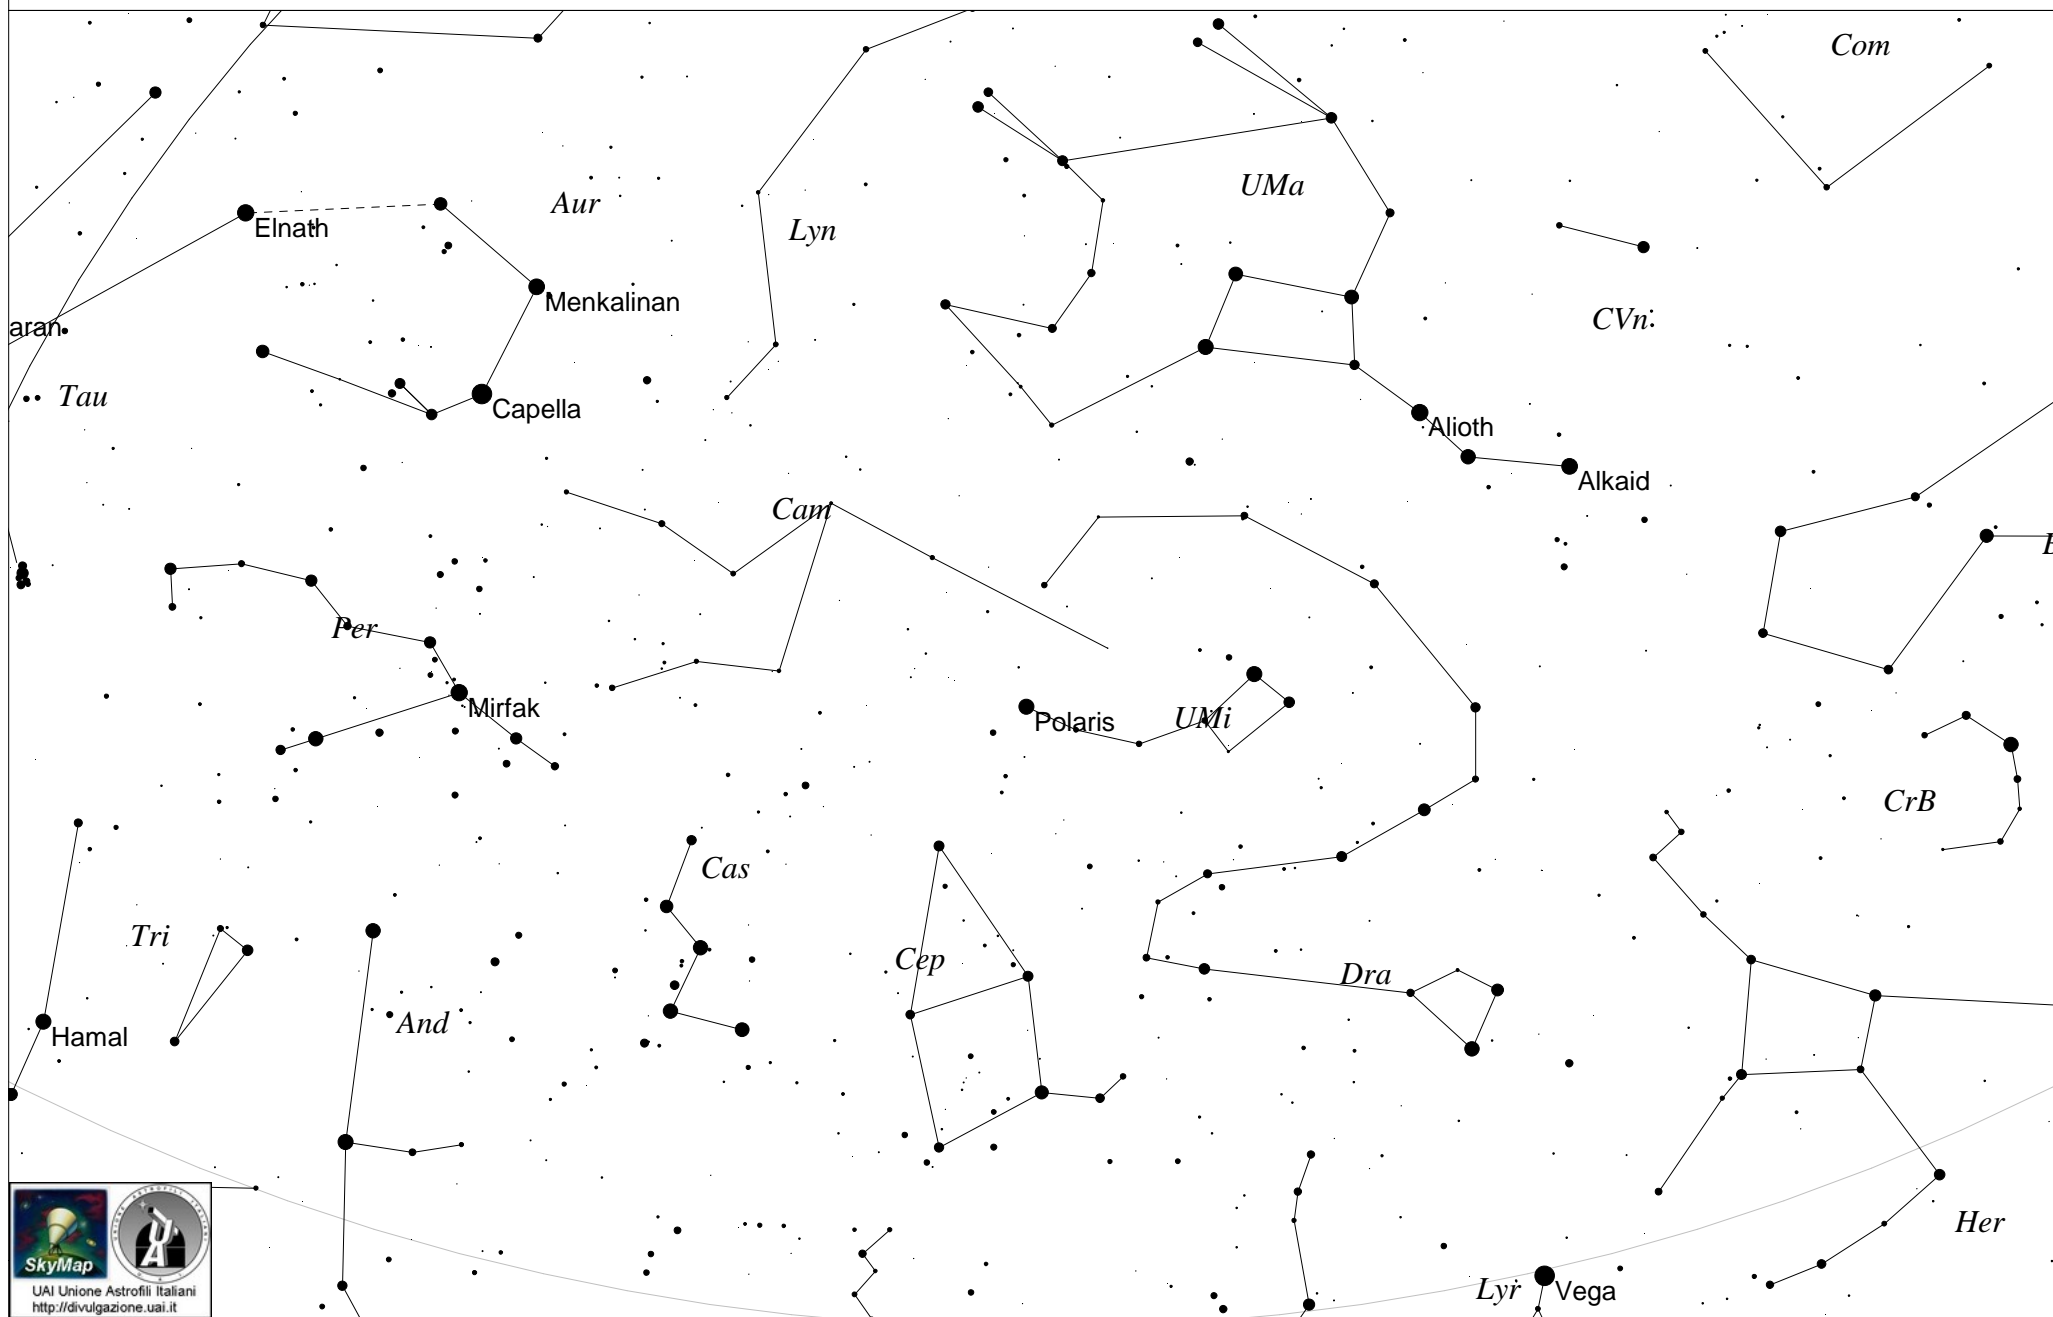 Com
UMa
Aur
Elnath
Lyn
Menkalinan
CVn
aran
Tau
Capella
Alioth
Alkaid
Cam
Per
Mirfak
Polaris
UMi
CrB
Cas
Tri
Cep
Dra
And
Hamal
Her
Lyr
Vega
SkyMap
UAI
UAI Unione Astrofili Italiani
http://divulgazione.uai.it